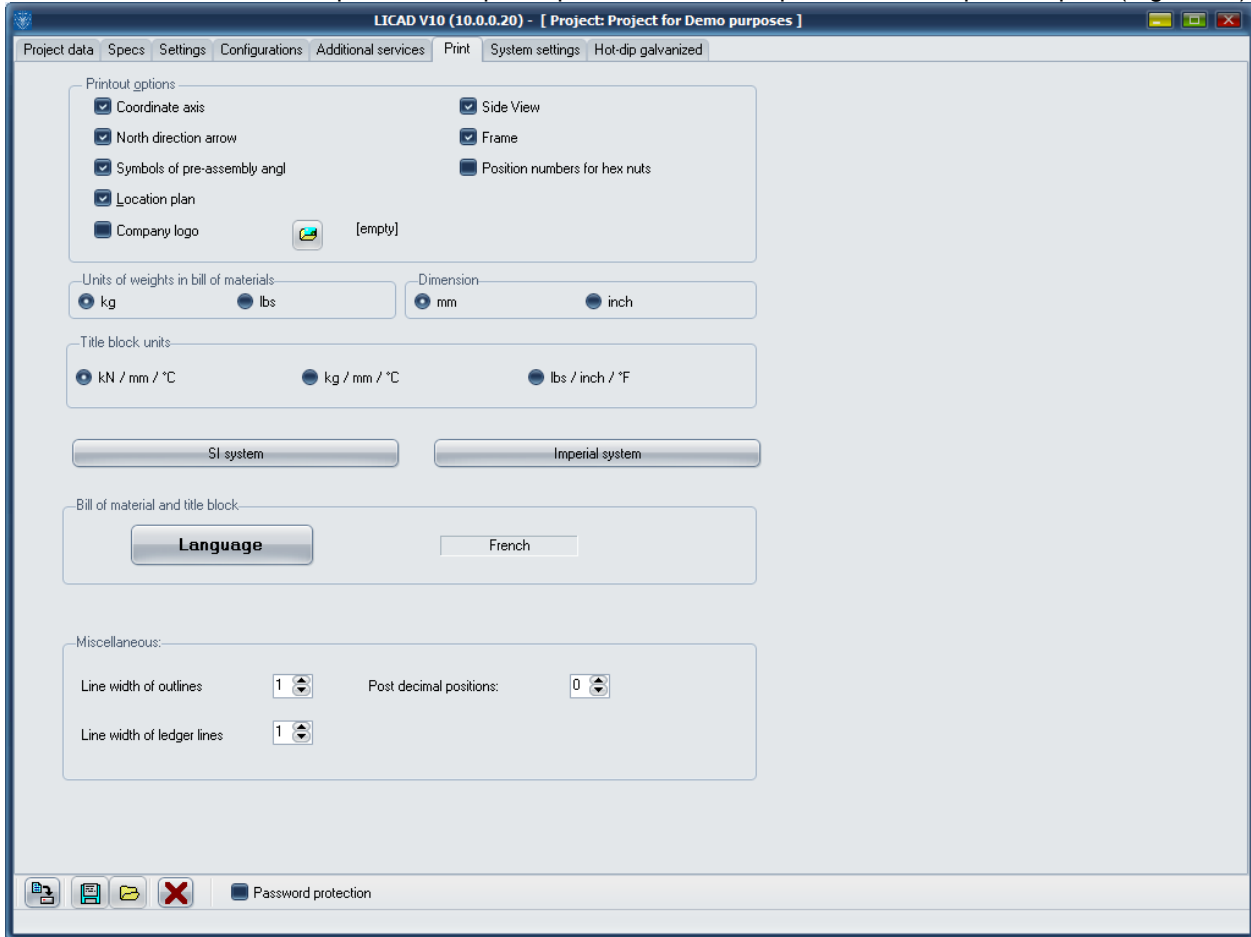 LICAD V10 (10.0.0.20) - [ Project: Project for Demo purposes ]
Project data Specs Settings Configurations Additional services Print System settings Hot-dip galvanized
Printout options
Coordinate axis Side View
North direction arrow Frame
Symbols of pre-assembly angl Position numbers for hex nuts
Location plan
Company logo [empty]
Units of weights in bill of materials Dimension
kg lbs mm inch
Title block units
kN / mm / °C kg / mm / °C lbs / inch / °F
SI system Imperial system
Bill of material and title block
Language French
Miscellaneous:
Line width of outlines 1 Post decimal positions: 0
Line width of ledger lines 1
Password protection